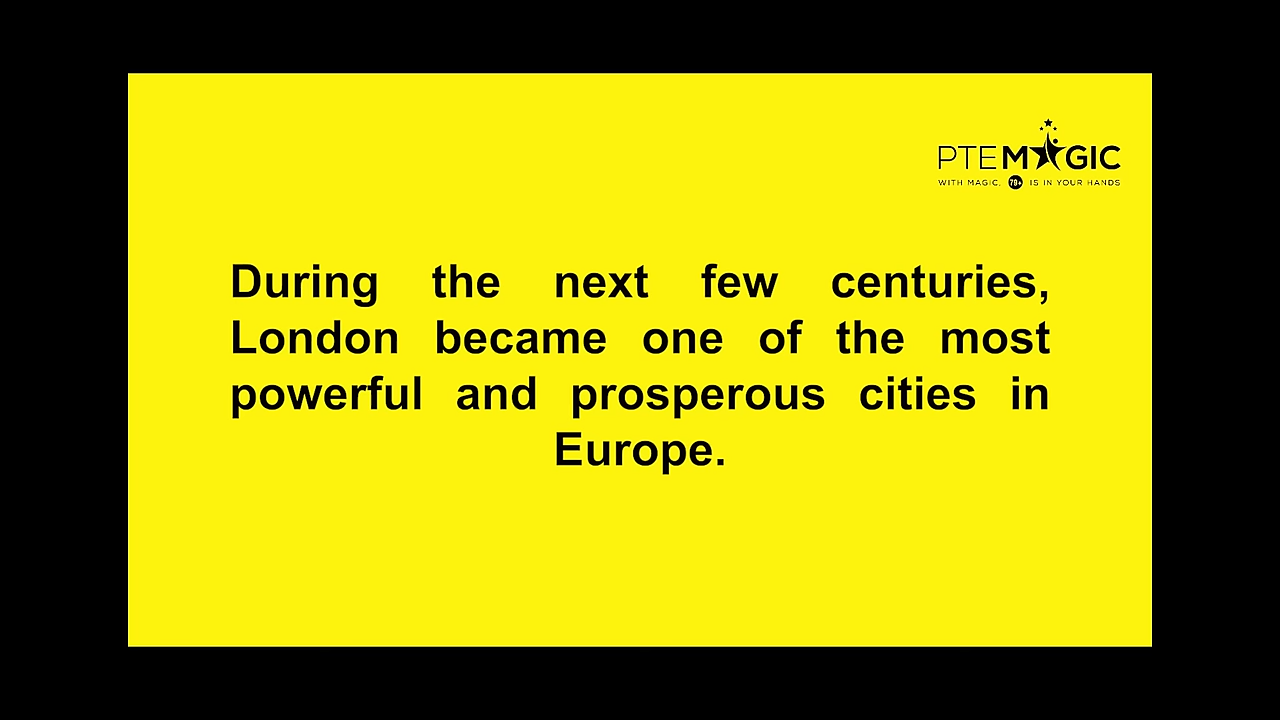 PTEMAGIC
WITH MAGIC, 79+ IS IN YOUR HANDS
During the next few centuries,
London became one of the most
powerful and prosperous cities in
Europe.